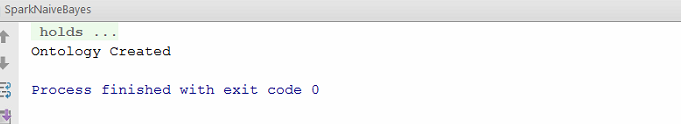 SparkNaiveBayes
holds ...
Ontology Created
Process finished with exit code 0